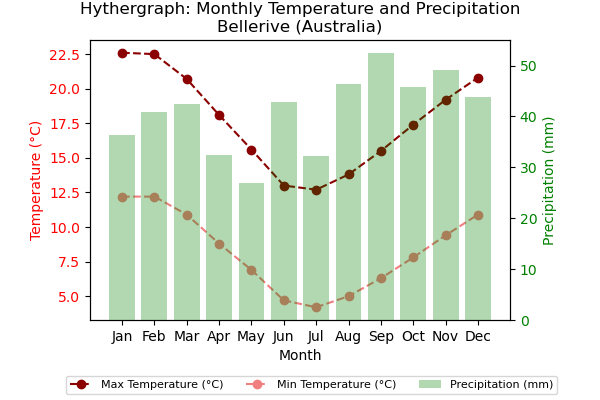 Hythergraph: Monthly Temperature and Precipitation
Bellerive (Australia)
Temperature (°C)
22.5
20.0
17.5
15.0
12.5
10.0
7.5
5.0
Precipitation (mm)
50
40
30
20
10
0
Jan Feb Mar Apr May Jun Jul Aug Sep Oct Nov Dec
Month
Max Temperature (°C) Min Temperature (°C) Precipitation (mm)